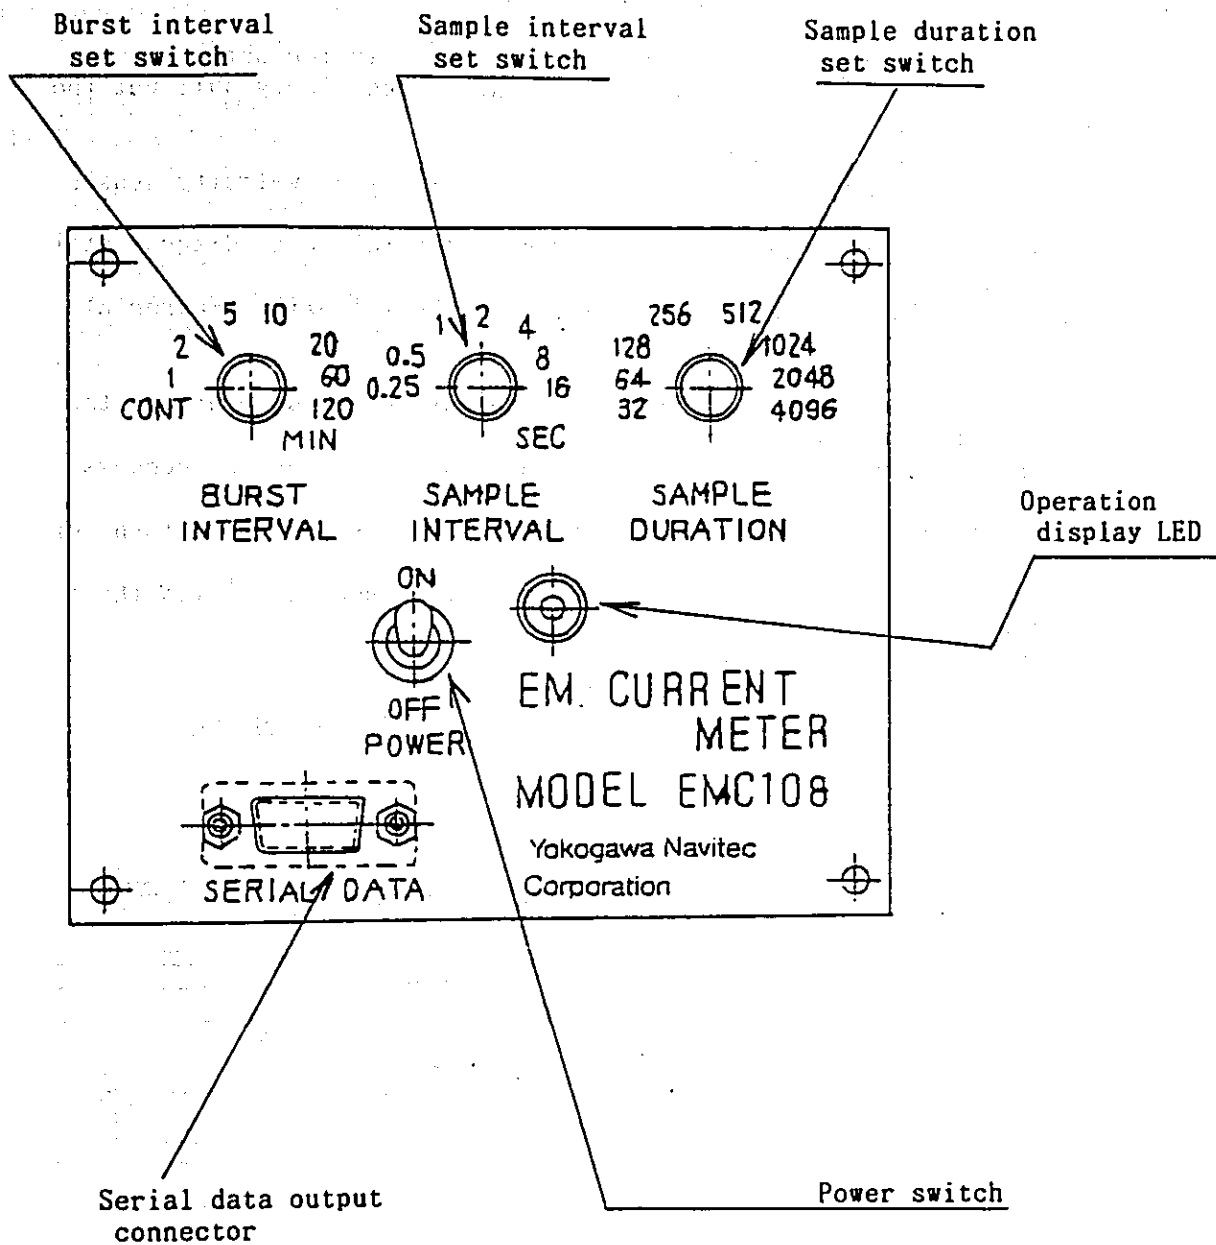 Burst interval
set switch
Sample interval
set switch
Sample duration
set switch
5 10
2 20
1 60
CONT 120
MIN
1 2 4
0.5 8
0.25 16
SEC
256 512
128 1024
64 2048
32 4096
BURST
INTERVAL
SAMPLE
INTERVAL
SAMPLE
DURATION
Operation
display LED
ON
OFF
POWER
EM. CURRENT
METER
MODEL EMC108
Yokogawa Navitec
Corporation
SERIAL DATA
Serial data output
connector
Power switch